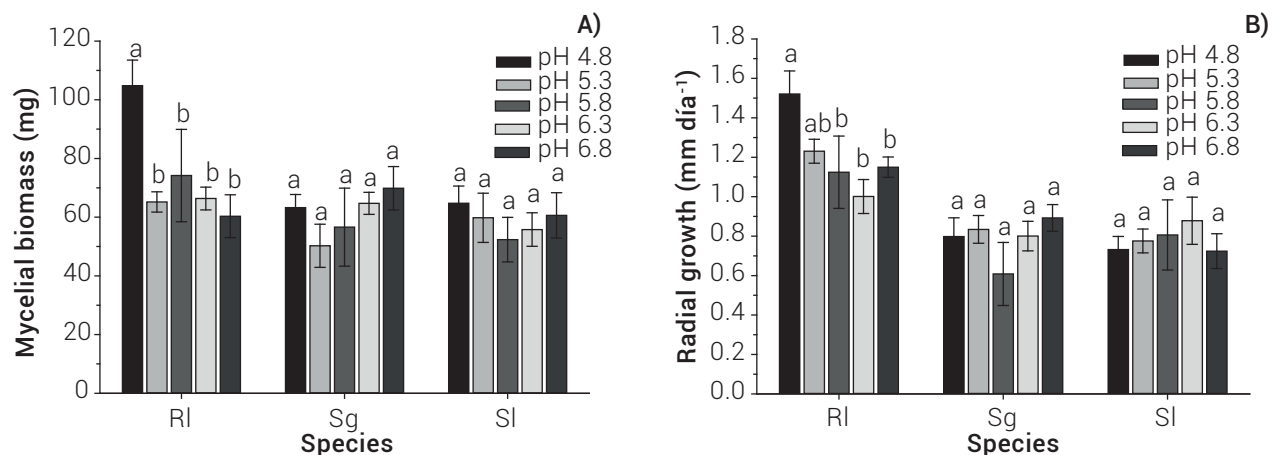 A)
Mycelial biomass (mg)
120
100
80
60
40
20
0
a
b
b
b
b
a
a
a
a
a
a
a
a
a
a
pH 4.8
pH 5.3
pH 5.8
pH 6.3
pH 6.8
Rl
Sg
Sl
Species
B)
Radial growth (mm día⁻¹)
1.8
1.6
1.4
1.2
1.0
0.8
0.6
0.4
0.2
0.0
a
ab
b
b
b
a
a
a
a
a
a
a
a
a
a
pH 4.8
pH 5.3
pH 5.8
pH 6.3
pH 6.8
Rl
Sg
Sl
Species